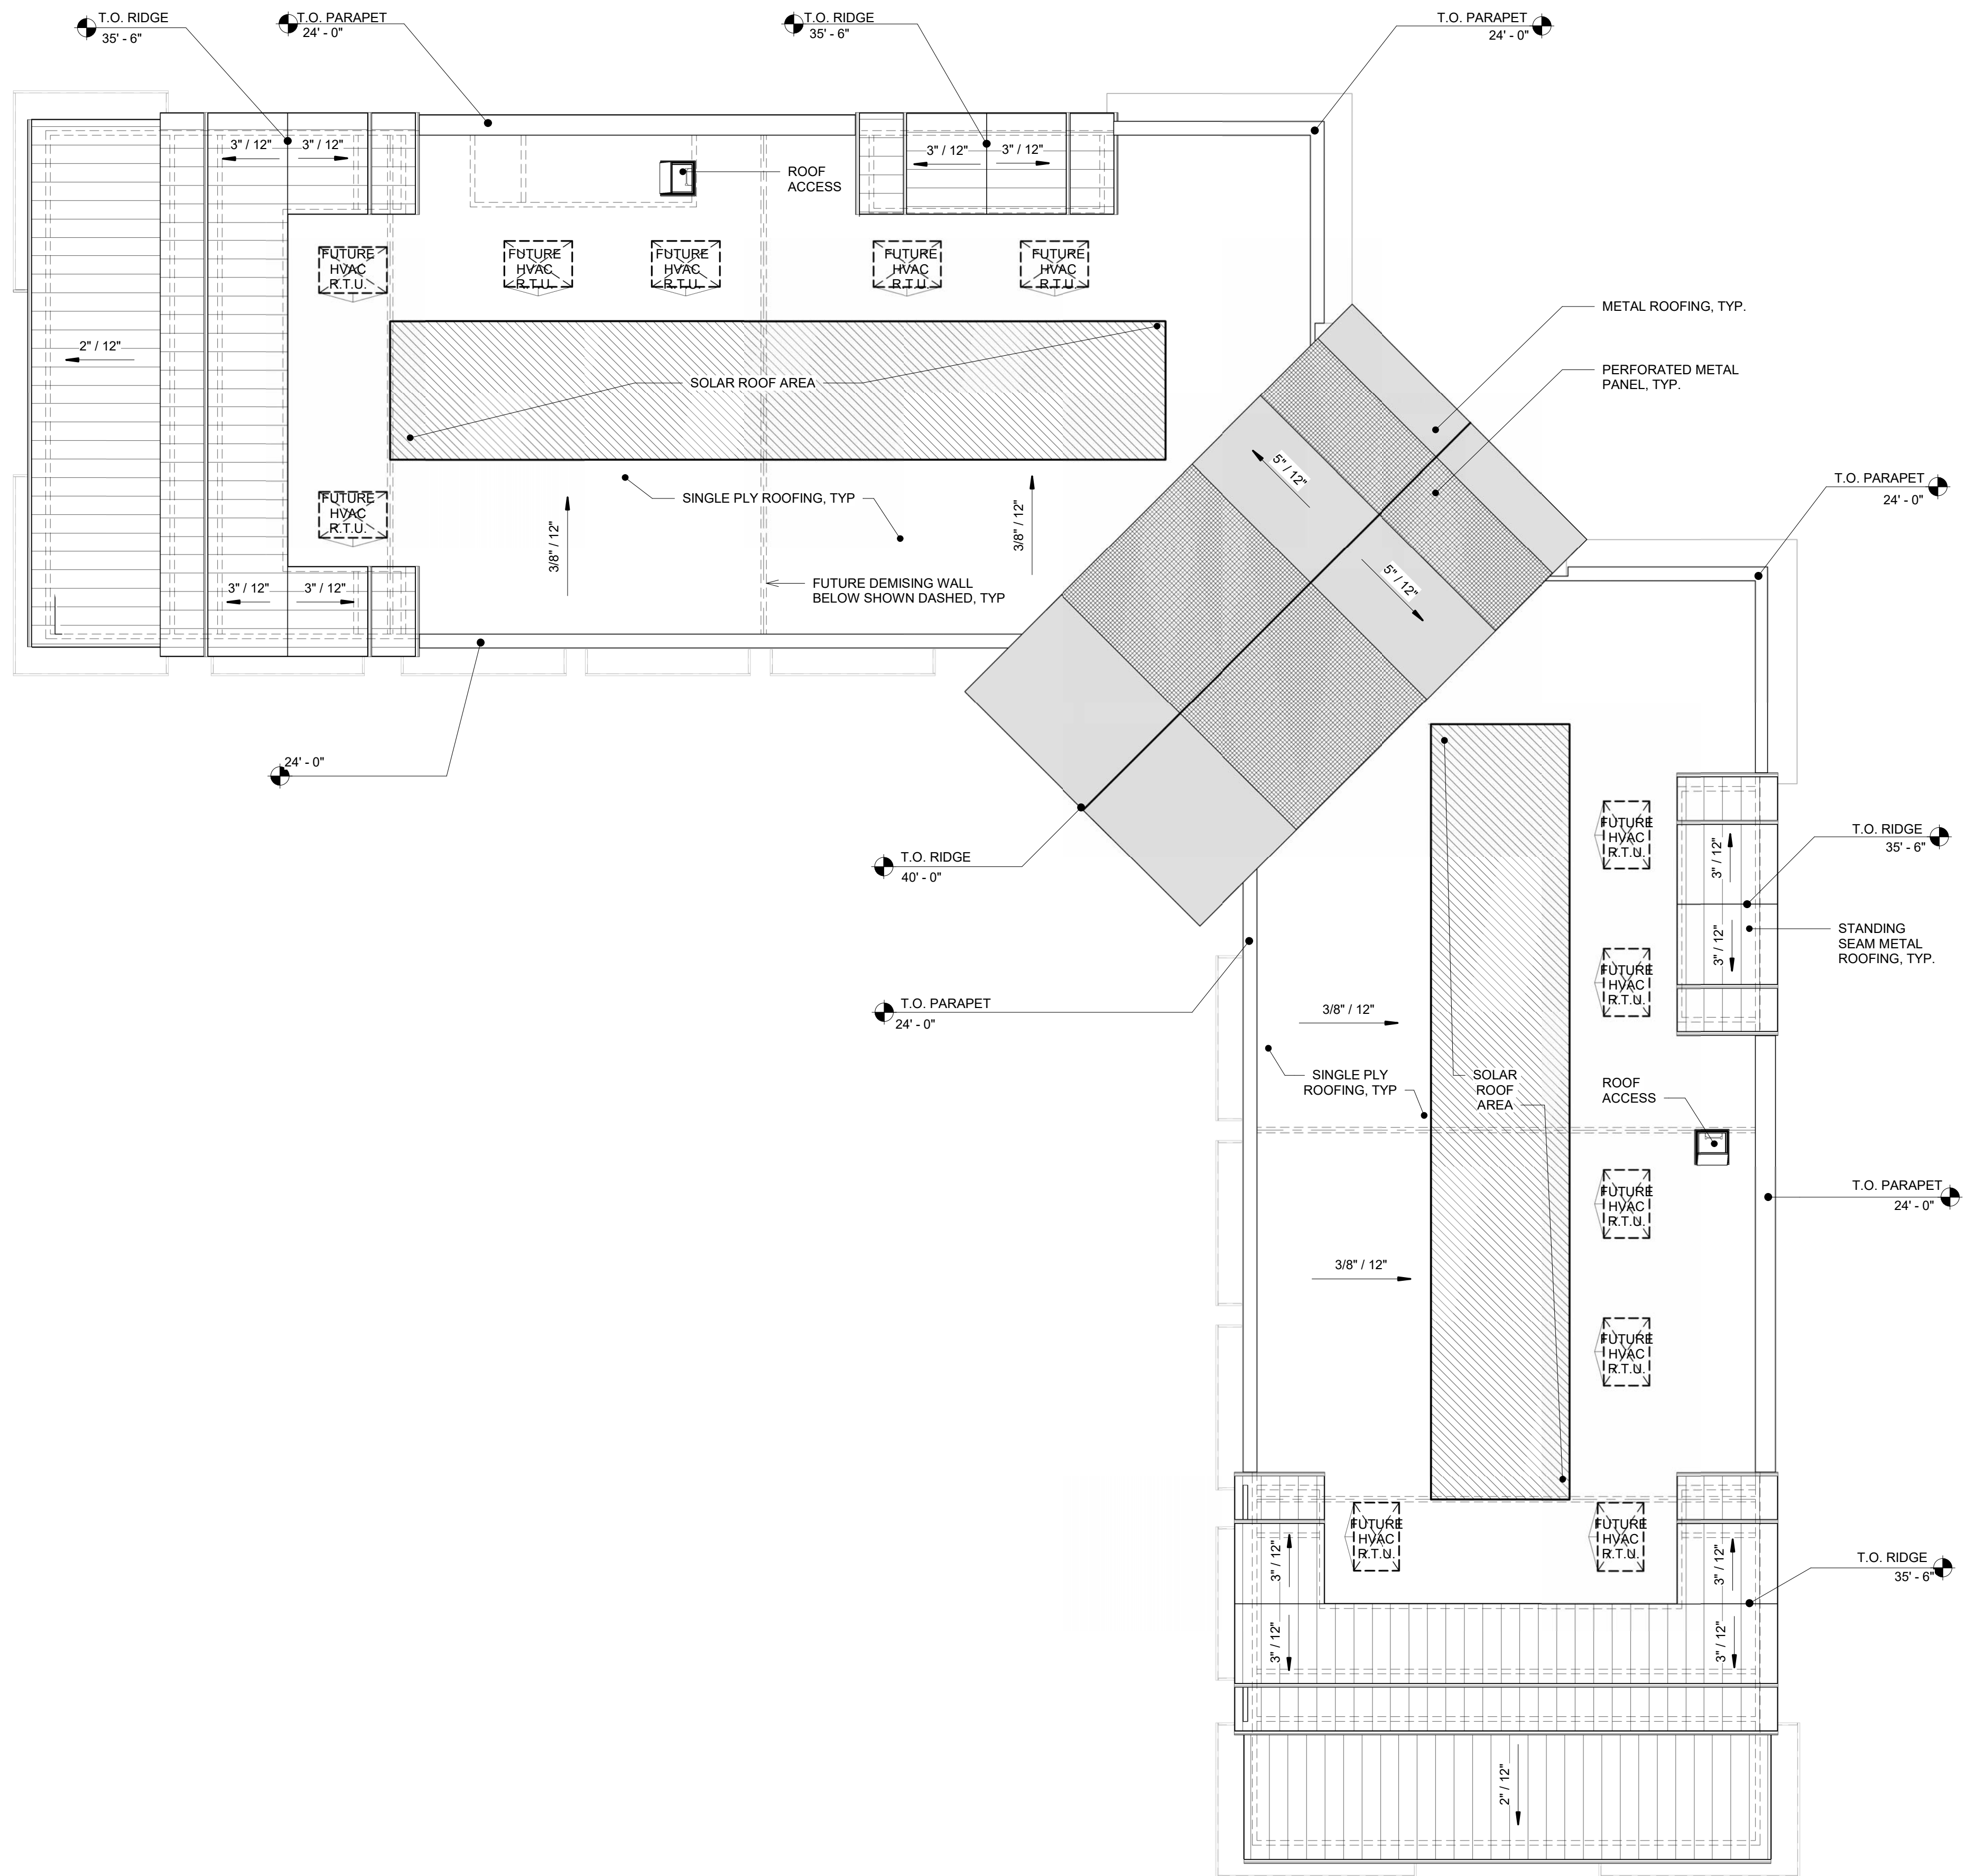 T.O. RIDGE
35' - 6"
T.O. PARAPET
24' - 0"
T.O. RIDGE
35' - 6"
T.O. PARAPET
24' - 0"
3" / 12"
3" / 12"
3" / 12"
3" / 12"
ROOF
ACCESS
FUTURE
HVAC
R.T.U.
FUTURE
HVAC
R.T.U.
FUTURE
HVAC
R.T.U.
FUTURE
HVAC
R.T.U.
FUTURE
HVAC
R.T.U.
METAL ROOFING, TYP.
2" / 12"
PERFORATED METAL
PANEL, TYP.
SOLAR ROOF AREA
5" / 12"
T.O. PARAPET
24' - 0"
SINGLE PLY ROOFING, TYP
FUTURE
HVAC
R.T.U.
3/8" / 12"
3/8" / 12"
5" / 12"
FUTURE DEMISING WALL
BELOW SHOWN DASHED, TYP
3" / 12"
3" / 12"
24' - 0"
FUTURE
HVAC
R.T.U.
T.O. RIDGE
35' - 6"
T.O. RIDGE
40' - 0"
3" / 12"
3" / 12"
STANDING
SEAM METAL
ROOFING, TYP.
FUTURE
HVAC
R.T.U.
T.O. PARAPET
24' - 0"
3/8" / 12"
SINGLE PLY
ROOFING, TYP
SOLAR
ROOF
AREA
ROOF
ACCESS
FUTURE
HVAC
R.T.U.
T.O. PARAPET
24' - 0"
3/8" / 12"
FUTURE
HVAC
R.T.U.
FUTURE
HVAC
R.T.U.
FUTURE
HVAC
R.T.U.
3" / 12"
3" / 12"
T.O. RIDGE
35' - 6"
3" / 12"
3" / 12"
2" / 12"